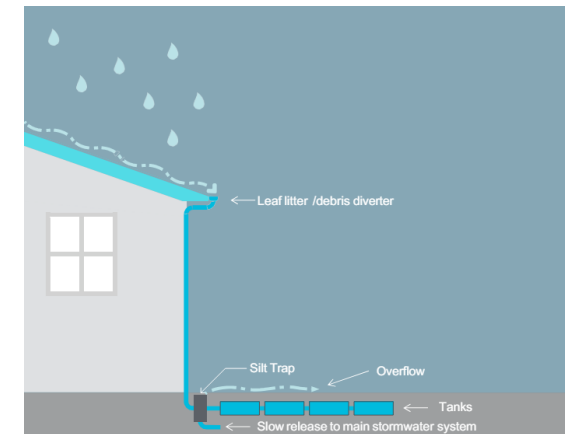 Leaf litter /debris diverter
Silt Trap
Overflow
Tanks
Slow release to main stormwater system